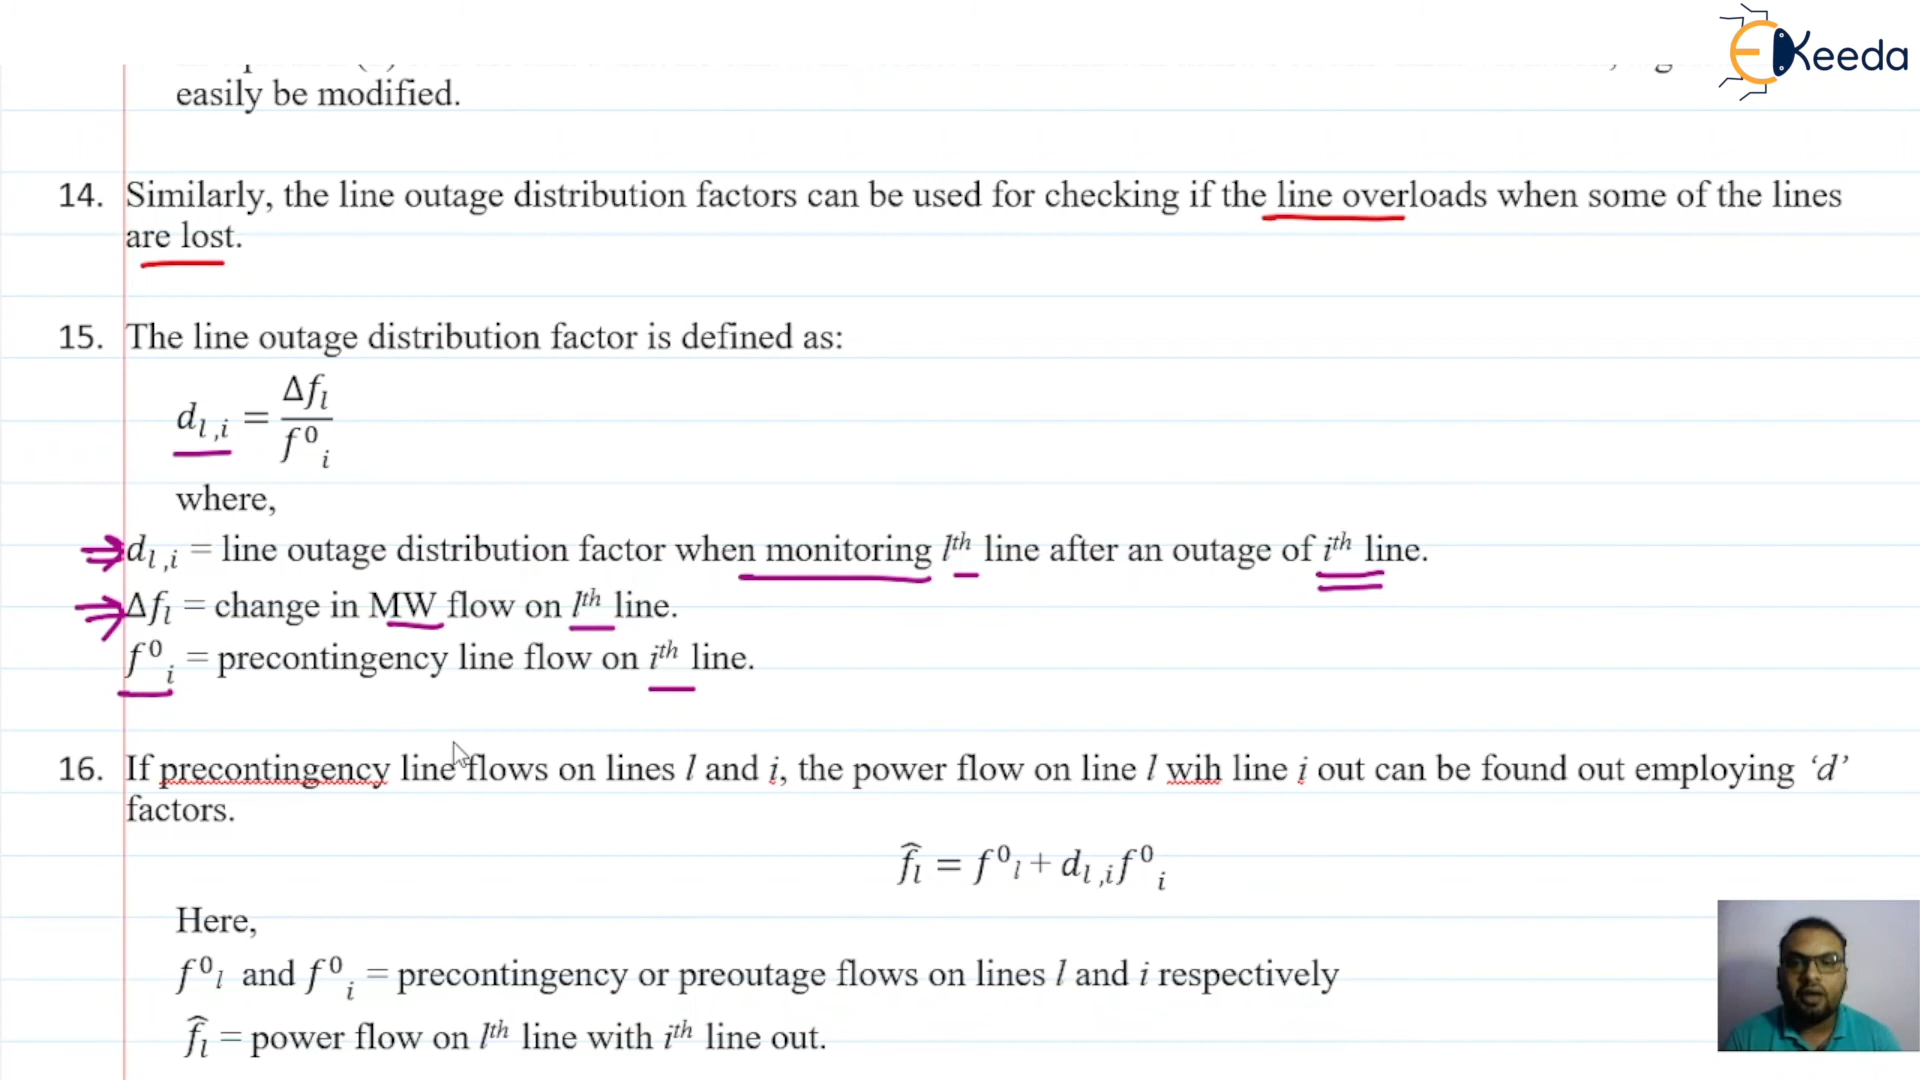 EKeeda
easily be modified.
14. Similarly, the line outage distribution factors can be used for checking if the line overloads when some of the lines
are lost.
15. The line outage distribution factor is defined as:
d_{l,i} = Δf_l / f^0_i
where,
d_{l,i} = line outage distribution factor when monitoring l^{th} line after an outage of i^{th} line.
Δf_l = change in MW flow on l^{th} line.
f^0_i = precontingency line flow on i^{th} line.
16. If precontingency line flows on lines l and i, the power flow on line l wih line i out can be found out employing ‘d’
factors.
f̂_l = f^0_l + d_{l,i} f^0_i
Here,
f^0_l and f^0_i = precontingency or preoutage flows on lines l and i respectively
f̂_l = power flow on l^{th} line with i^{th} line out.